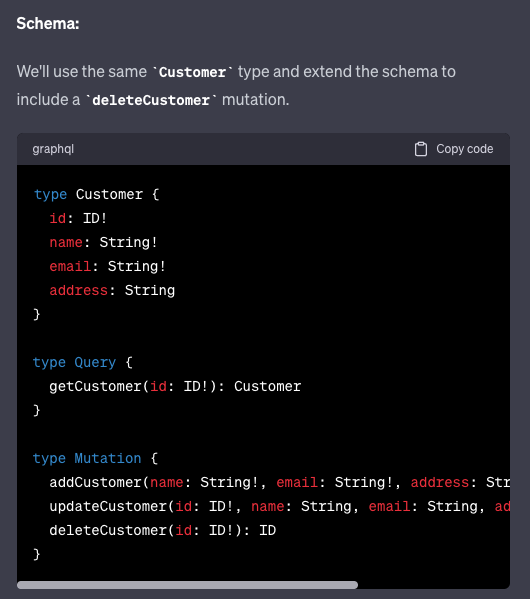 Schema:
We'll use the same `Customer` type and extend the schema to
include a `deleteCustomer` mutation.
graphql
Copy code
type Customer {
  id: ID!
  name: String!
  email: String!
  address: String
}
type Query {
  getCustomer(id: ID!): Customer
}
type Mutation {
  addCustomer(name: String!, email: String!, address: Str
  updateCustomer(id: ID!, name: String, email: String, ad
  deleteCustomer(id: ID!): ID
}